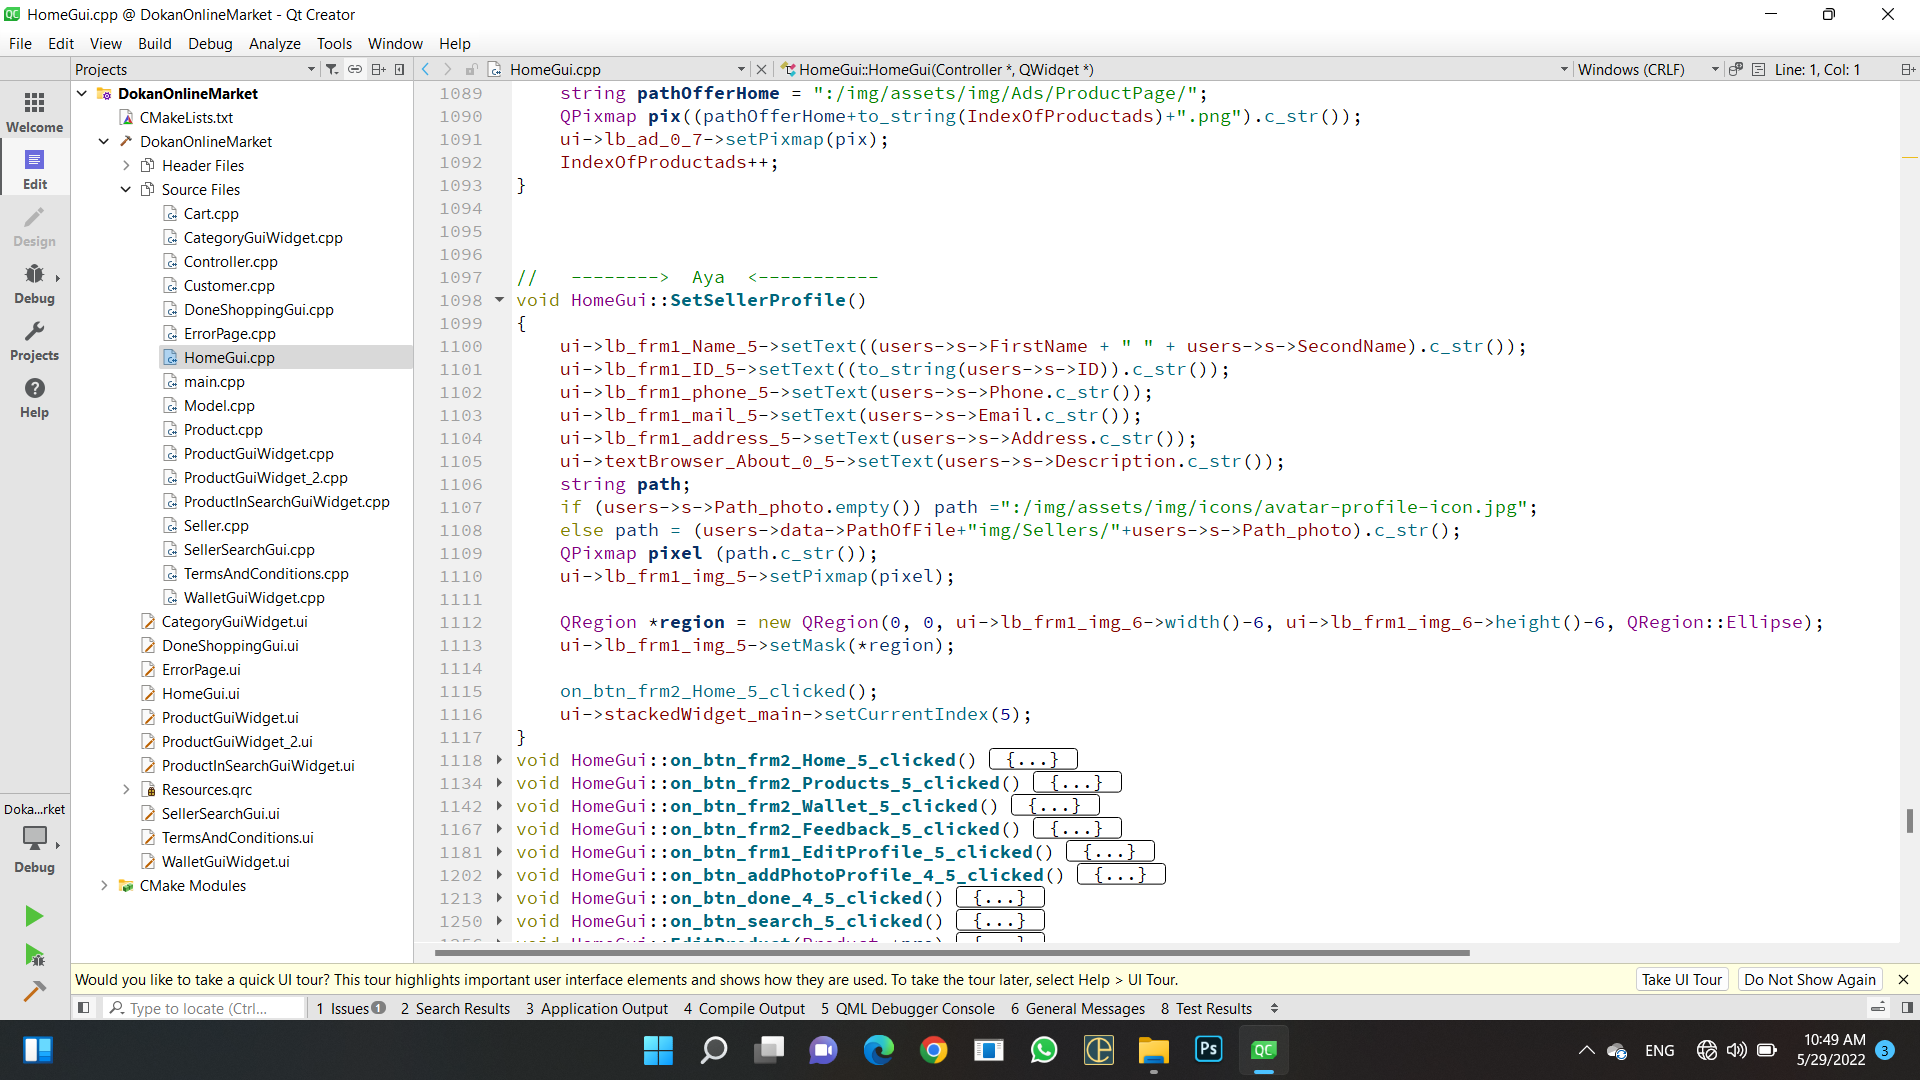 HomeGui.cpp @ DokanOnlineMarket - Qt Creator
File Edit View Build Debug Analyze Tools Window Help
Projects
HomeGui.cpp
HomeGui::HomeGui(Controller *, QWidget *)
Windows (CRLF)
Line: 1, Col: 1
Welcome
Edit
Design
Debug
Projects
Help
Doka...rket
Debug
DokanOnlineMarket
CMakeLists.txt
DokanOnlineMarket
Header Files
Source Files
Cart.cpp
CategoryGuiWidget.cpp
Controller.cpp
Customer.cpp
DoneShoppingGui.cpp
ErrorPage.cpp
HomeGui.cpp
main.cpp
Model.cpp
Product.cpp
ProductGuiWidget.cpp
ProductGuiWidget_2.cpp
ProductInSearchGuiWidget.cpp
Seller.cpp
SellerSearchGui.cpp
TermsAndConditions.cpp
WalletGuiWidget.cpp
CategoryGuiWidget.ui
DoneShoppingGui.ui
ErrorPage.ui
HomeGui.ui
ProductGuiWidget.ui
ProductGuiWidget_2.ui
ProductInSearchGuiWidget.ui
Resources.qrc
SellerSearchGui.ui
TermsAndConditions.ui
WalletGuiWidget.ui
CMake Modules
1089 string pathOfferHome = ":/img/assets/img/Ads/ProductPage/";
1090 QPixmap pix((pathOfferHome+to_string(IndexOfProductads)+".png").c_str());
1091 ui->lb_ad_0_7->setPixmap(pix);
1092 IndexOfProductads++;
1093 }
1094
1095
1096
1097 // --------> Aya <-----------
1098 void HomeGui::SetSellerProfile()
1099 {
1100 ui->lb_frm1_Name_5->setText((users->s->FirstName + " " + users->s->SecondName).c_str());
1101 ui->lb_frm1_ID_5->setText((to_string(users->s->ID)).c_str());
1102 ui->lb_frm1_phone_5->setText(users->s->Phone.c_str());
1103 ui->lb_frm1_mail_5->setText(users->s->Email.c_str());
1104 ui->lb_frm1_address_5->setText(users->s->Address.c_str());
1105 ui->textBrowser_About_0_5->setText(users->s->Description.c_str());
1106 string path;
1107 if (users->s->Path_photo.empty()) path =":/img/assets/img/icons/avatar-profile-icon.jpg";
1108 else path = (users->data->PathOfFile+"img/Sellers/"+users->s->Path_photo).c_str();
1109 QPixmap pixel (path.c_str());
1110 ui->lb_frm1_img_5->setPixmap(pixel);
1111
1112 QRegion *region = new QRegion(0, 0, ui->lb_frm1_img_6->width()-6, ui->lb_frm1_img_6->height()-6, QRegion::Ellipse);
1113 ui->lb_frm1_img_5->setMask(*region);
1114
1115 on_btn_frm2_Home_5_clicked();
1116 ui->stackedWidget_main->setCurrentIndex(5);
1117 }
1118 void HomeGui::on_btn_frm2_Home_5_clicked() {...}
1134 void HomeGui::on_btn_frm2_Products_5_clicked() {...}
1142 void HomeGui::on_btn_frm2_Wallet_5_clicked() {...}
1167 void HomeGui::on_btn_frm2_Feedback_5_clicked() {...}
1181 void HomeGui::on_btn_frm1_EditProfile_5_clicked() {...}
1202 void HomeGui::on_btn_addPhotoProfile_4_5_clicked() {...}
1213 void HomeGui::on_btn_done_4_5_clicked() {...}
1250 void HomeGui::on_btn_search_5_clicked() {...}
Would you like to take a quick UI tour? This tour highlights important user interface elements and shows how they are used. To take the tour later, select Help > UI Tour.
Take UI Tour
Do Not Show Again
Type to locate (Ctrl...
1 Issues 1
2 Search Results
3 Application Output
4 Compile Output
5 QML Debugger Console
6 General Messages
8 Test Results
Ps
QC
ENG
10:49 AM
5/29/2022
3